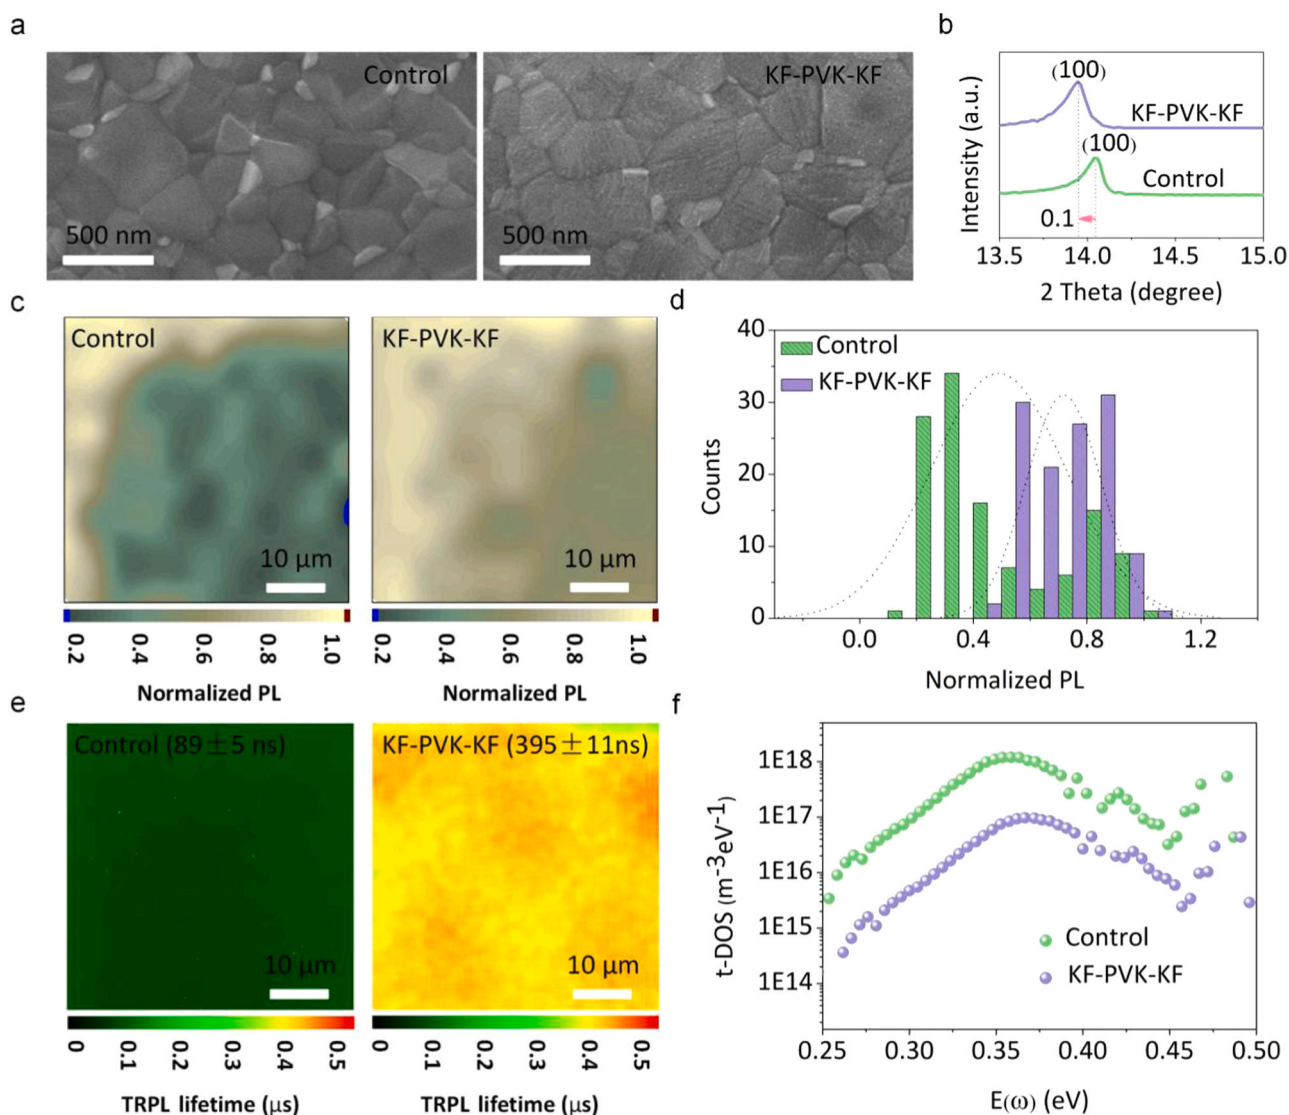 a
Control
500 nm
KF-PVK-KF
500 nm
b
(100)
KF-PVK-KF
(100)
Control
0.1
Intensity (a.u.)
13.5 14.0 14.5 15.0
2 Theta (degree)
c
Control
10 μm
0.2 0.4 0.6 0.8 1.0
Normalized PL
KF-PVK-KF
10 μm
0.2 0.4 0.6 0.8 1.0
Normalized PL
d
Control
KF-PVK-KF
Counts
40
30
20
10
0
0.0 0.4 0.8 1.2
Normalized PL
e
Control (89±5 ns)
10 μm
0 0.1 0.2 0.3 0.4 0.5
TRPL lifetime (μs)
KF-PVK-KF (395±11ns)
10 μm
0 0.1 0.2 0.3 0.4 0.5
TRPL lifetime (μs)
f
t-DOS (m-3eV-1)
1E18
1E17
1E16
1E15
1E14
Control
KF-PVK-KF
0.25 0.30 0.35 0.40 0.45 0.50
E(ω) (eV)